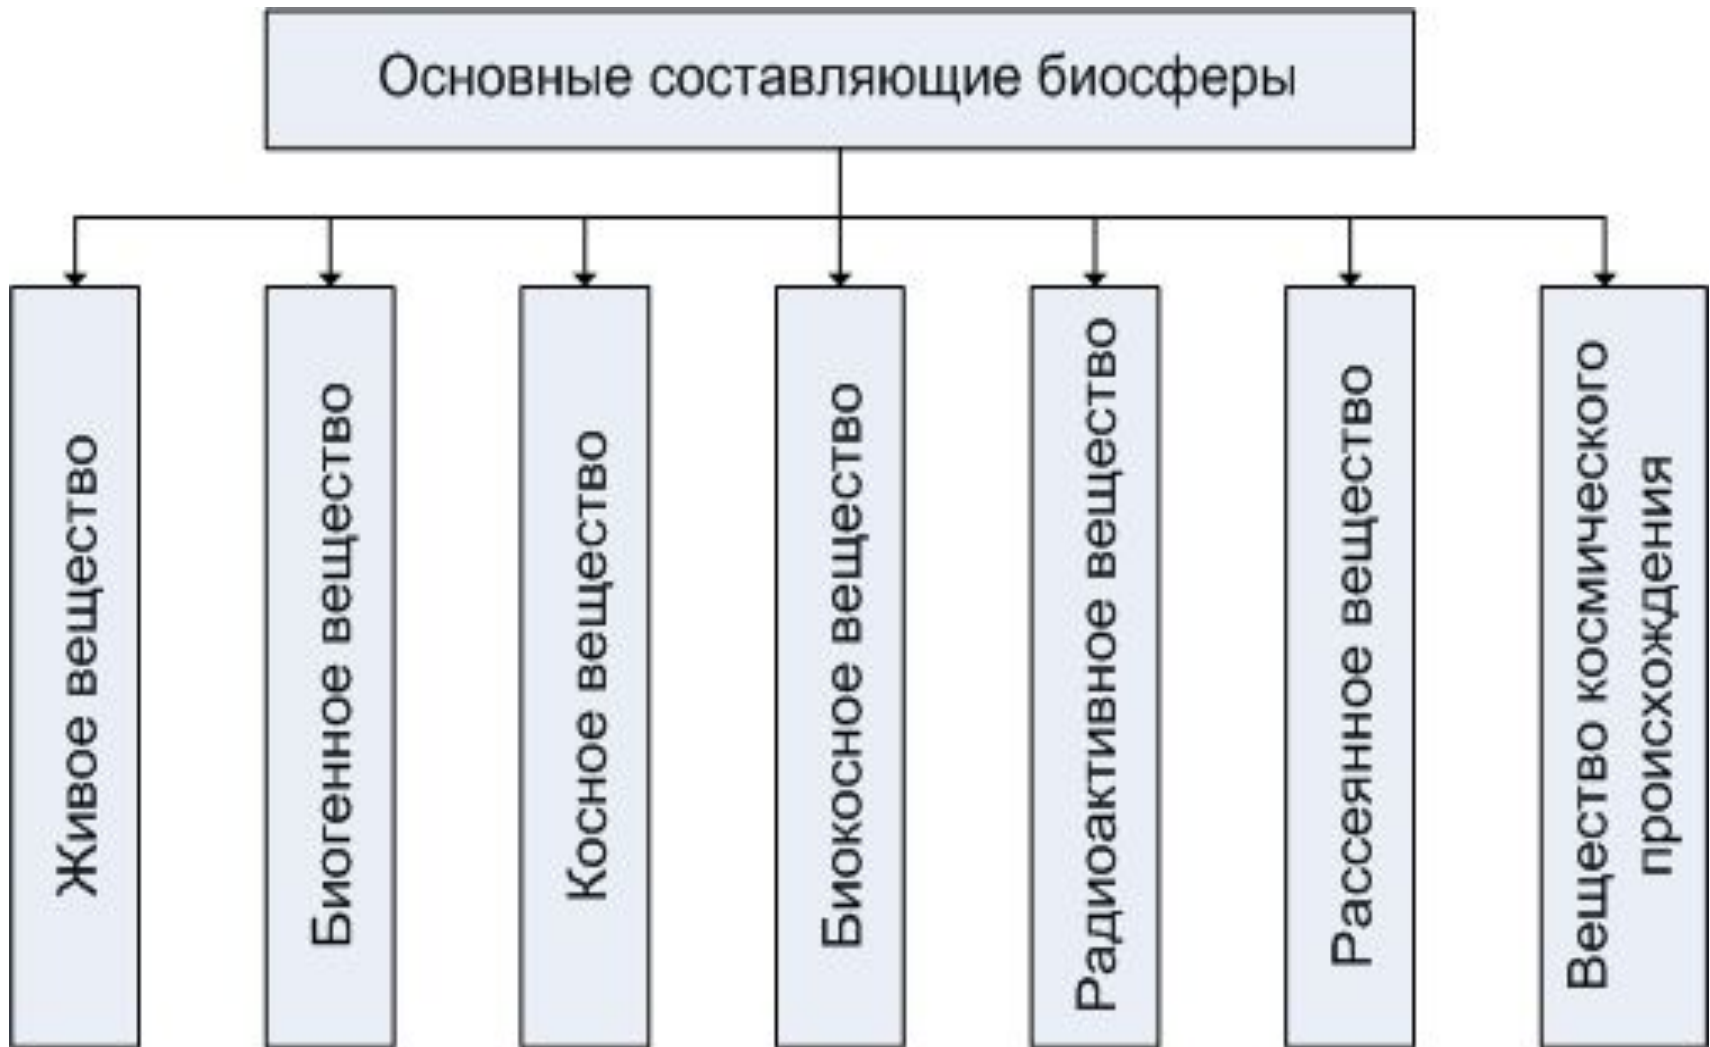 Основные составляющие биосферы
Живое вещество
Биогенное вещество
Косное вещество
Биокосное вещество
Радиоактивное вещество
Рассеянное вещество
Вещество космического
происхождения